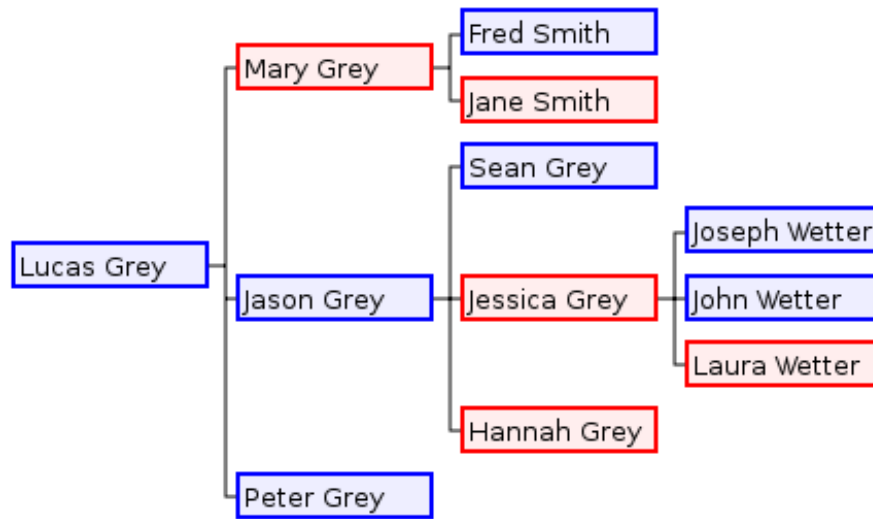 Fred Smith
Mary Grey
Jane Smith
Sean Grey
Joseph Wetter
Lucas Grey
Jason Grey
Jessica Grey
John Wetter
Laura Wetter
Hannah Grey
Peter Grey